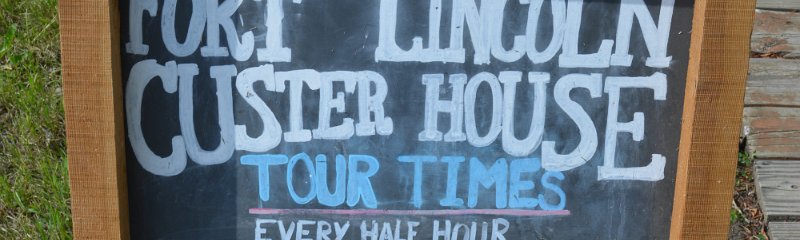 FORT LINCOLN
CUSTER HOUSE
TOUR TIMES
EVERY HALF HOUR